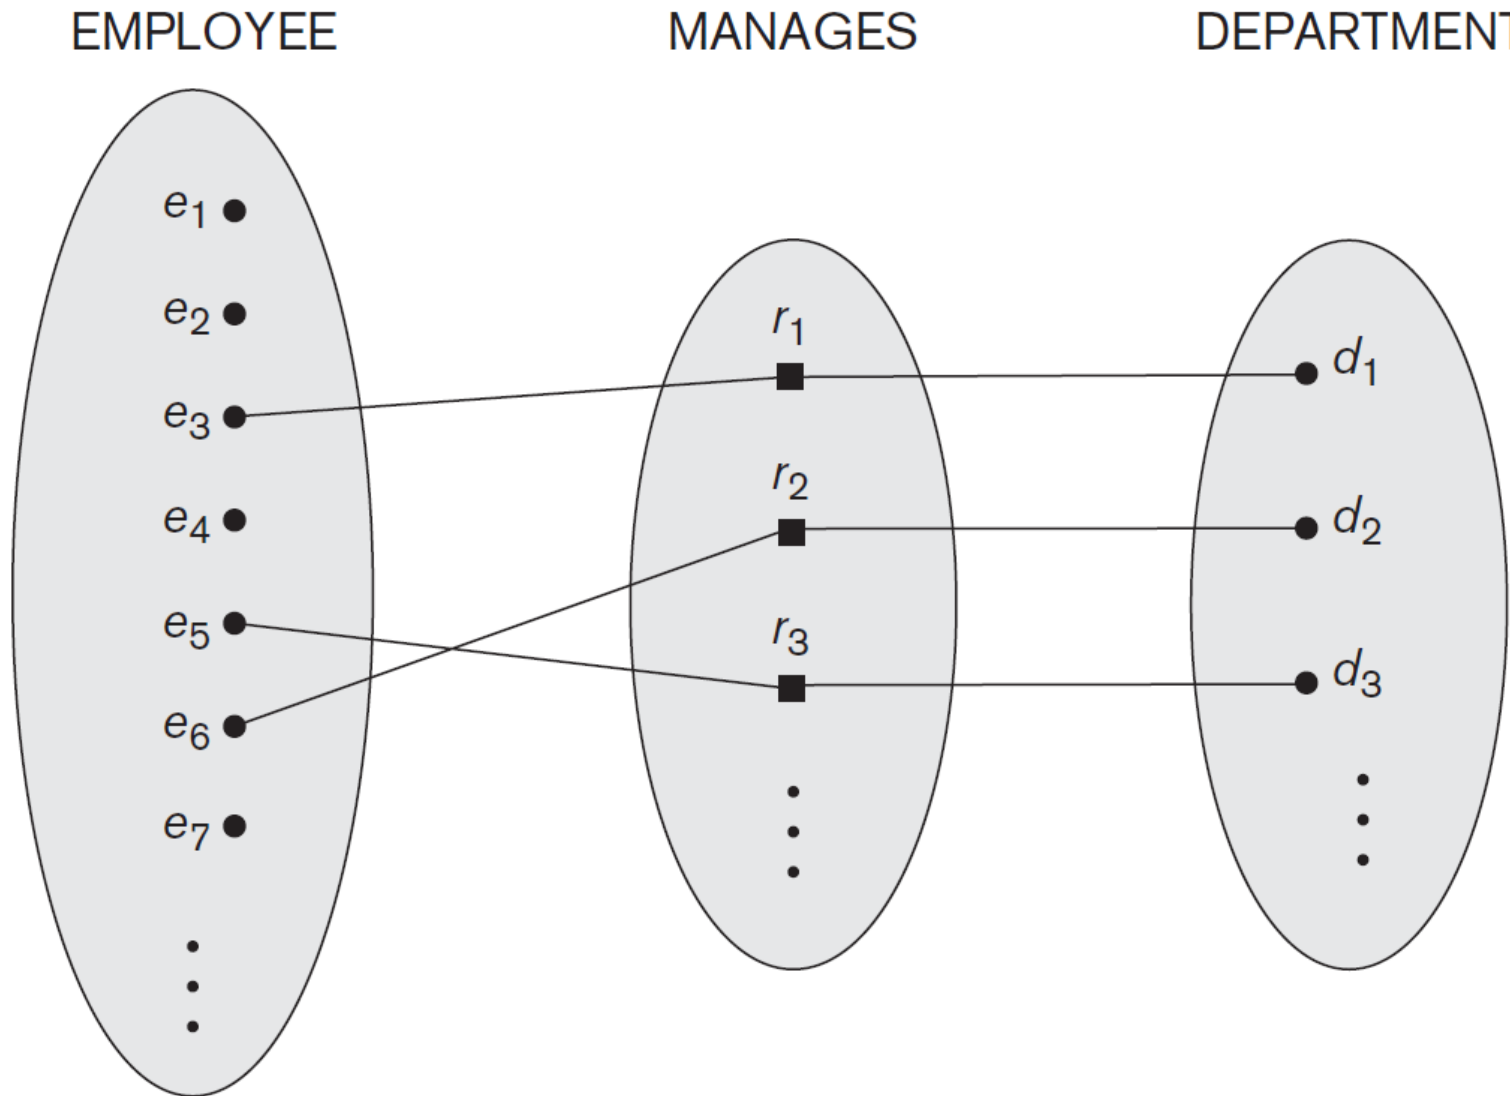 EMPLOYEE MANAGES DEPARTMENT
e1
e2
e3
e4
e5
e6
e7
r1
r2
r3
d1
d2
d3